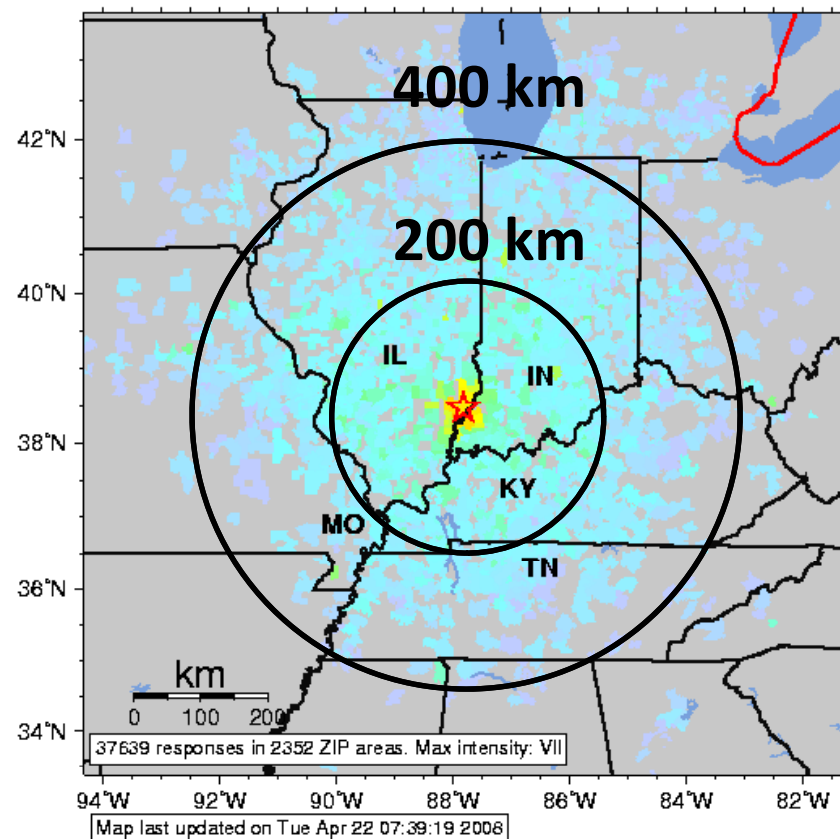 400 km
42°N
200 km
40°N
IL
IN
38°N
KY
MO
TN
36°N
km
0 100 200
34°N
37639 responses in 2352 ZIP areas. Max intensity: VII
94°W 92°W 90°W 88°W 86°W 84°W 82°W
Map last updated on Tue Apr 22 07:39:19 2008